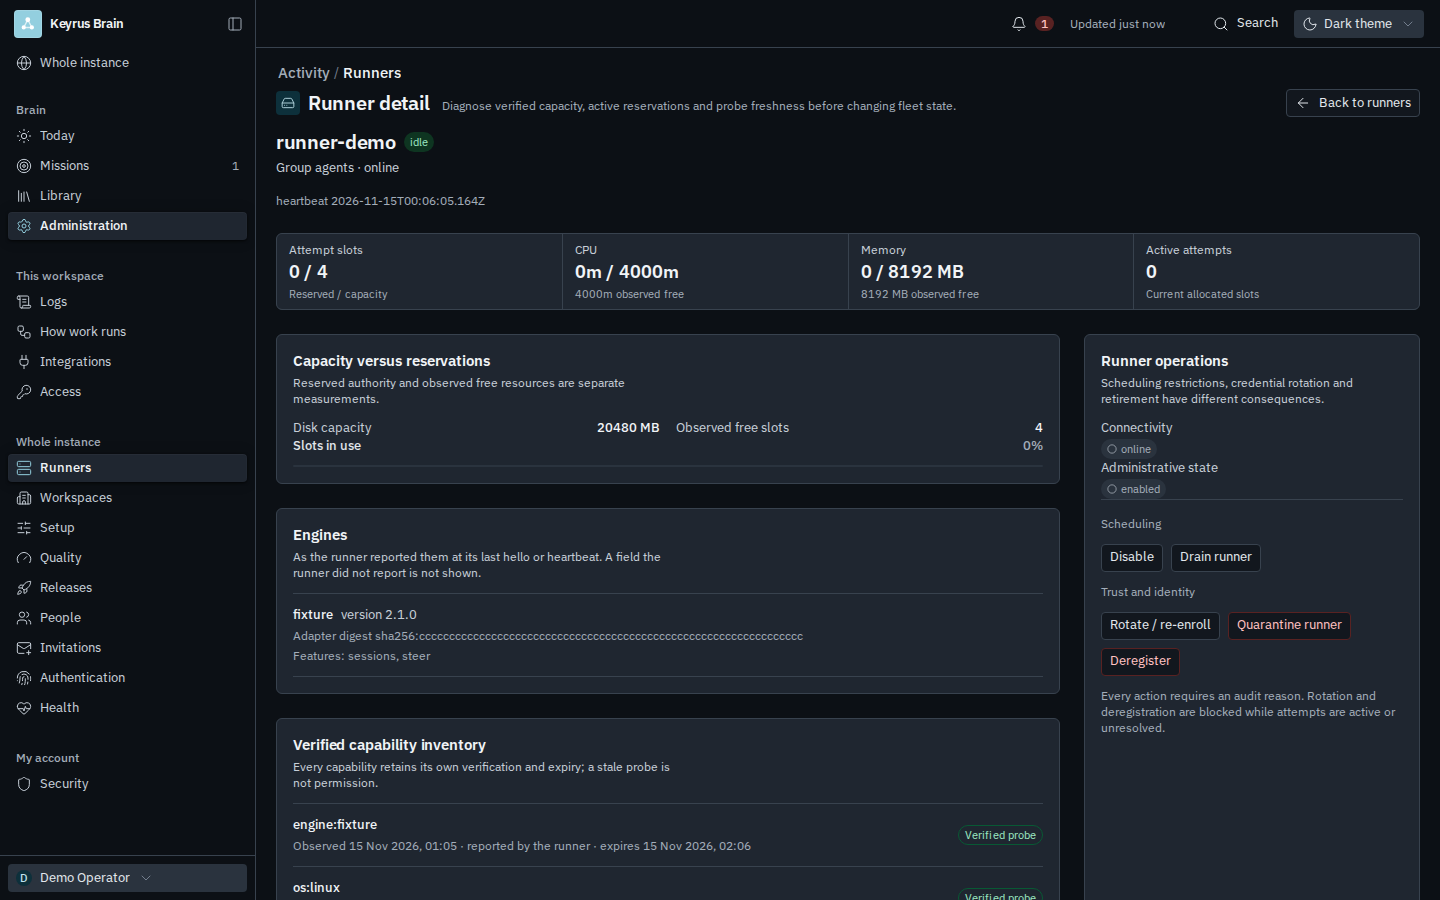 Keyrus Brain
1
Updated just now
Search
Dark theme
Whole instance
Brain
Today
Missions 1
Library
Administration
This workspace
Logs
How work runs
Integrations
Access
Whole instance
Runners
Workspaces
Setup
Quality
Releases
People
Invitations
Authentication
Health
My account
Security
D Demo Operator
Activity / Runners
Runner detail Diagnose verified capacity, active reservations and probe freshness before changing fleet state.
Back to runners
runner-demo idle
Group agents · online
heartbeat 2026-11-15T00:06:05.164Z
Attempt slots
0 / 4
Reserved / capacity
CPU
0m / 4000m
4000m observed free
Memory
0 / 8192 MB
8192 MB observed free
Active attempts
0
Current allocated slots
Capacity versus reservations
Reserved authority and observed free resources are separate
measurements.
Disk capacity 20480 MB Observed free slots 4
Slots in use 0%
Engines
As the runner reported them at its last hello or heartbeat. A field the
runner did not report is not shown.
fixture version 2.1.0
Adapter digest sha256:cccccccccccccccccccccccccccccccccccccccccccccccccccccccccccccccc
Features: sessions, steer
Verified capability inventory
Every capability retains its own verification and expiry; a stale probe is
not permission.
engine:fixture
Observed 15 Nov 2026, 01:05 · reported by the runner · expires 15 Nov 2026, 02:06
Verified probe
os:linux
Verified probe
Runner operations
Scheduling restrictions, credential rotation and
retirement have different consequences.
Connectivity
online
Administrative state
enabled
Scheduling
Disable Drain runner
Trust and identity
Rotate / re-enroll Quarantine runner
Deregister
Every action requires an audit reason. Rotation and
deregistration are blocked while attempts are active or
unresolved.